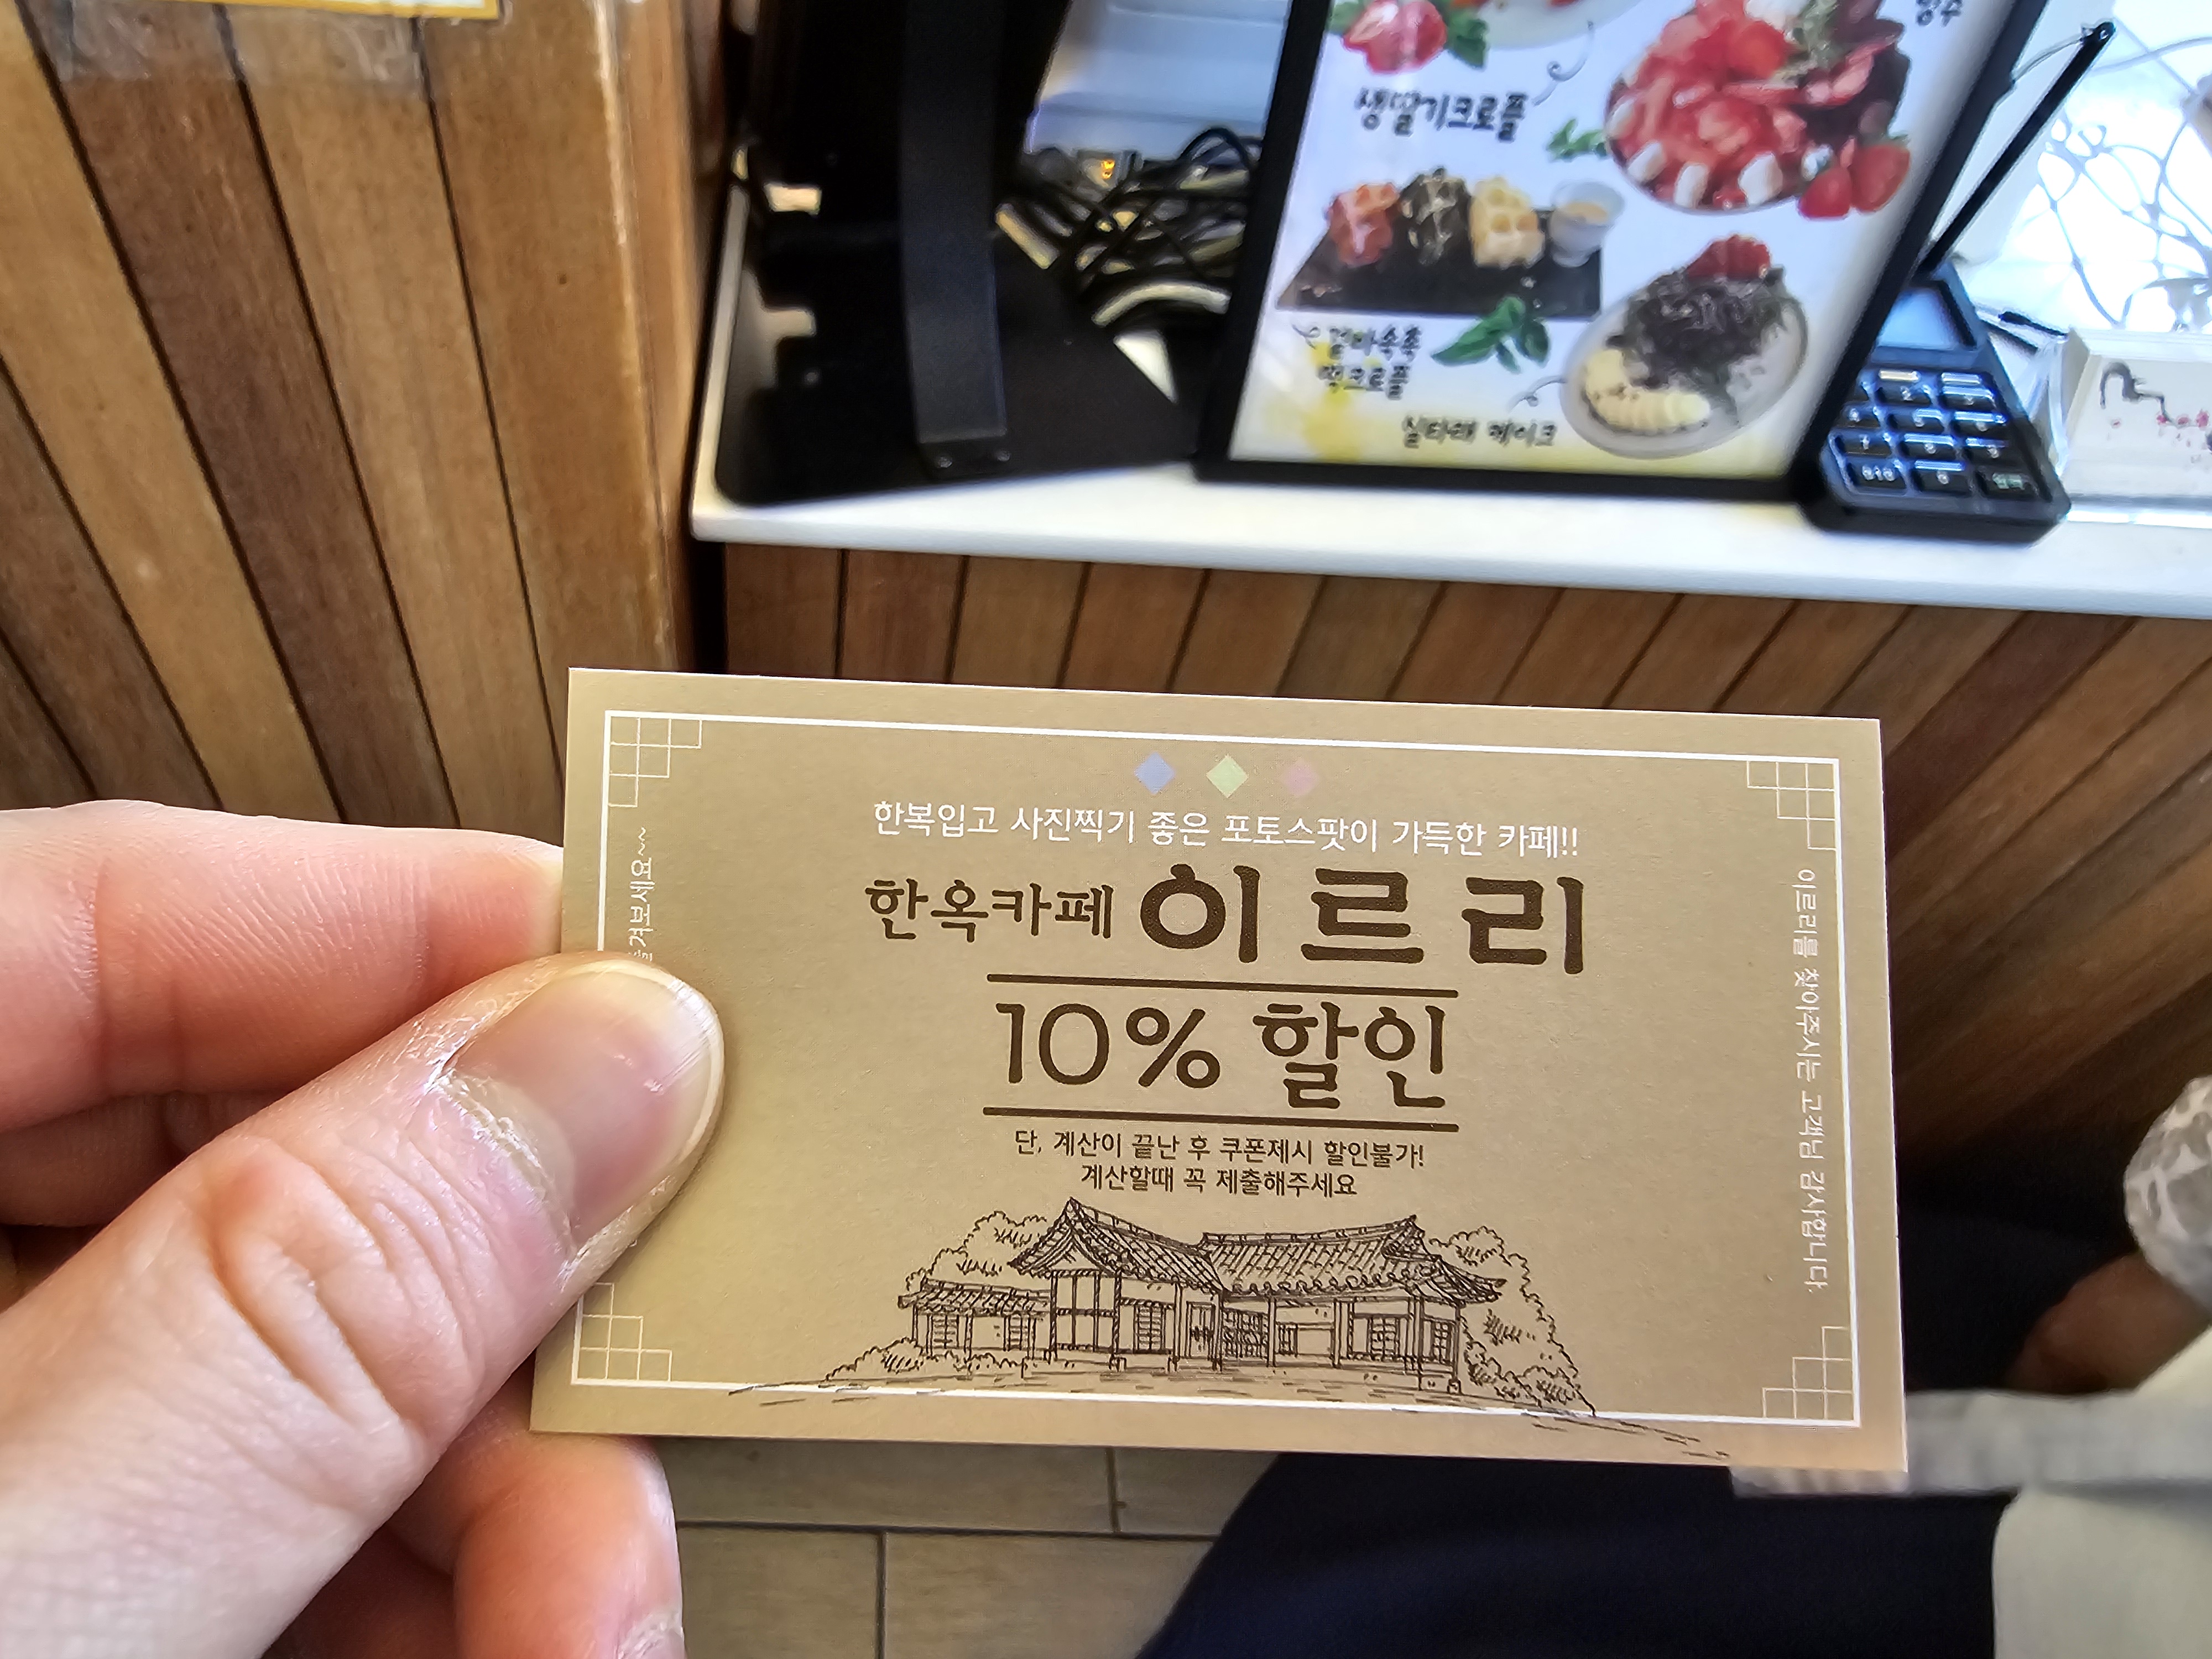 생딸기크로플
실타래 케이크
한복입고 사진찍기 좋은 포토스팟이 가득한 카페!!
한옥카페 이르리
10% 할인
단, 계산이 끝난 후 쿠폰제시 할인불가!
계산할때 꼭 제출해주세요
이르리를 찾아주시는 고객님 감사합니다.